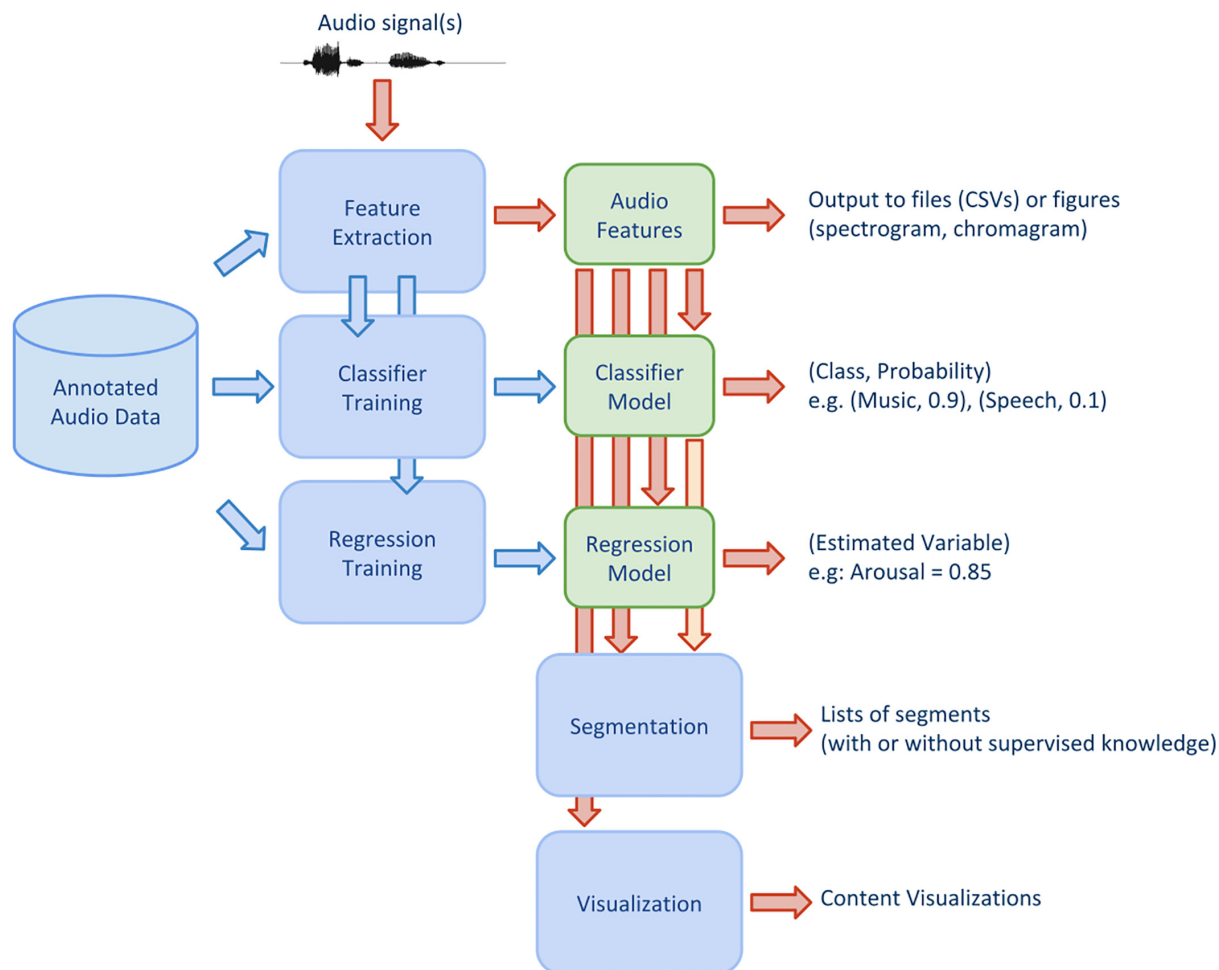 Audio signal(s)
Feature
Extraction
Audio
Features
Output to files (CSVs) or figures
(spectrogram, chromagram)
Annotated
Audio Data
Classifier
Training
Classifier
Model
(Class, Probability)
e.g. (Music, 0.9), (Speech, 0.1)
Regression
Training
Regression
Model
(Estimated Variable)
e.g: Arousal = 0.85
Segmentation
Lists of segments
(with or without supervised knowledge)
Visualization
Content Visualizations